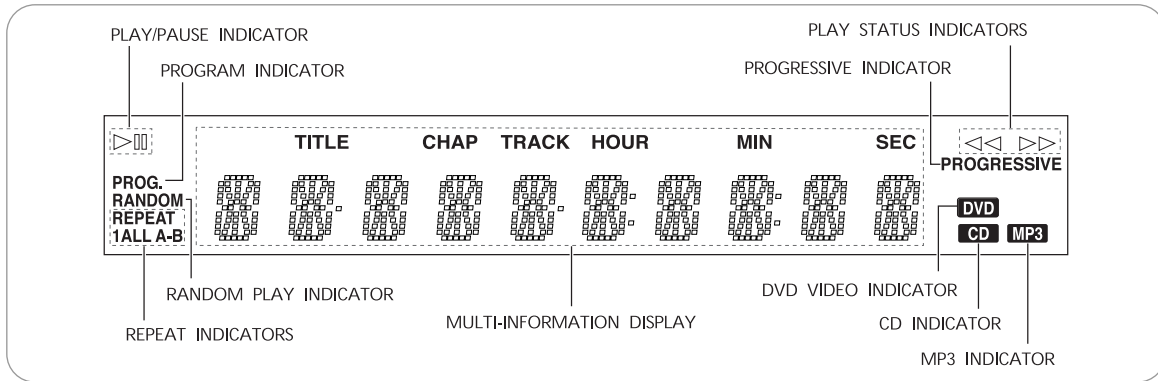 PLAY/PAUSE INDICATOR
PLAY STATUS INDICATORS
PROGRAM INDICATOR
PROGRESSIVE INDICATOR
TITLE CHAP TRACK HOUR MIN SEC
PROGRESSIVE
PROG.
RANDOM
REPEAT
1ALL A-B
DVD
CD MP3
RANDOM PLAY INDICATOR
MULTI-INFORMATION DISPLAY
DVD VIDEO INDICATOR
REPEAT INDICATORS
CD INDICATOR
MP3 INDICATOR